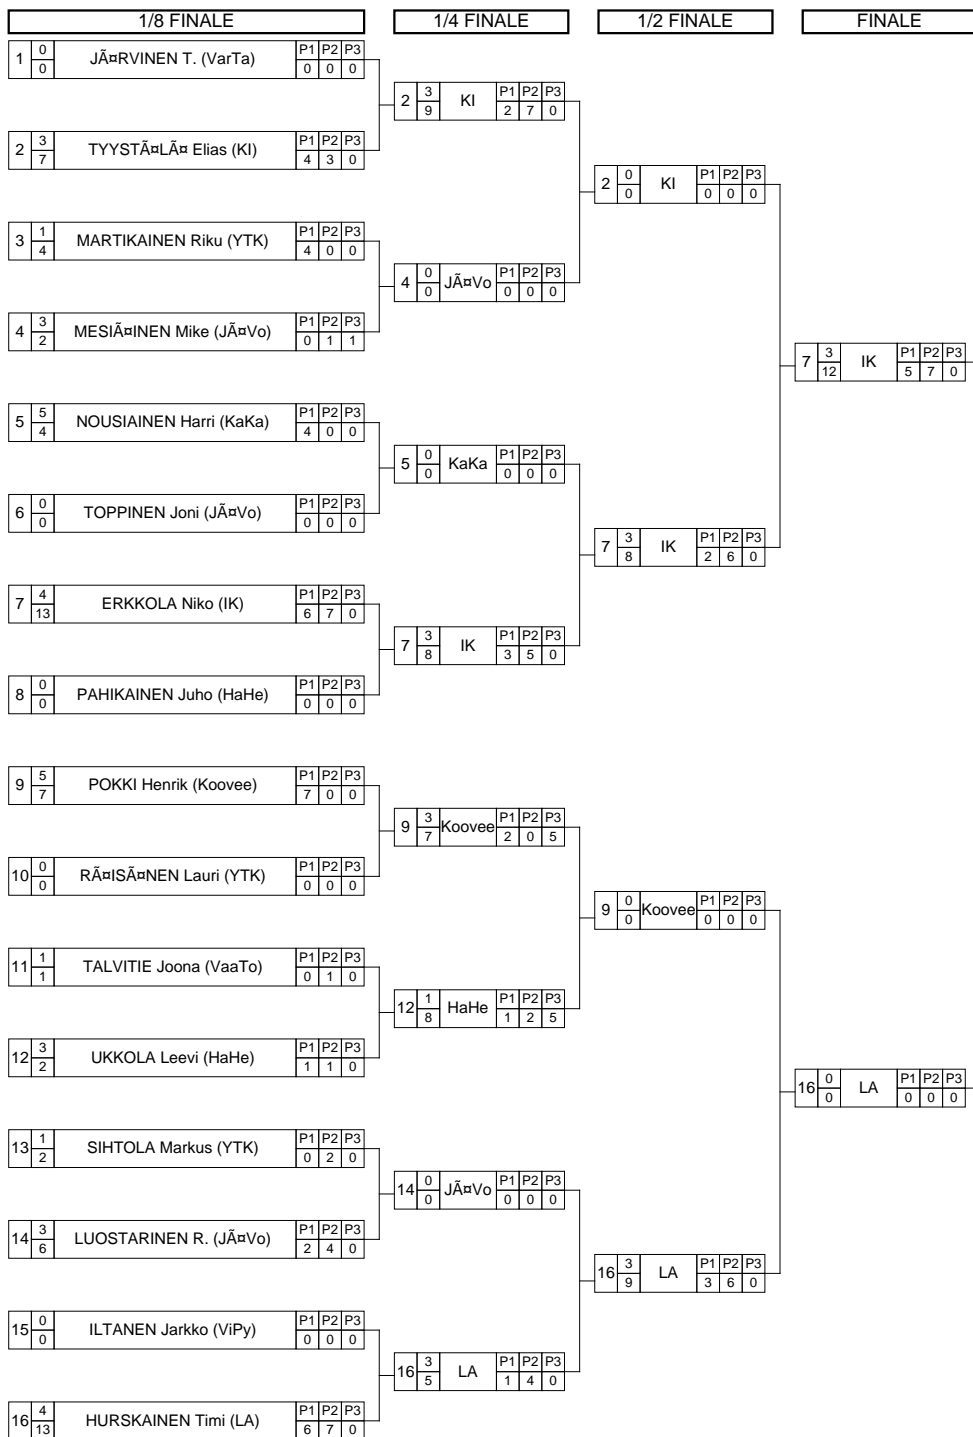 1/8 FINALE 1/4 FINALE 1/2 FINALE FINALE
1 0 0 JÃ¤RVINEN T. (VarTa) P1 P2 P3 0 0 0
2 3 9 KI P1 P2 P3 2 7 0
2 3 7 TYYSTÃ¤LÃ¤ Elias (KI) P1 P2 P3 4 3 0
2 0 0 KI P1 P2 P3 0 0 0
3 1 4 MARTIKAINEN Riku (YTK) P1 P2 P3 4 0 0
4 0 0 JÃ¤Vo P1 P2 P3 0 0 0
4 3 2 MESIÃ¤INEN Mike (JÃ¤Vo) P1 P2 P3 0 1 1
7 3 12 IK P1 P2 P3 5 7 0
5 5 4 NOUSIAINEN Harri (KaKa) P1 P2 P3 4 0 0
5 0 0 KaKa P1 P2 P3 0 0 0
6 0 0 TOPPINEN Joni (JÃ¤Vo) P1 P2 P3 0 0 0
7 3 8 IK P1 P2 P3 2 6 0
7 4 13 ERKKOLA Niko (IK) P1 P2 P3 6 7 0
7 3 8 IK P1 P2 P3 3 5 0
8 0 0 PAHIKAINEN Juho (HaHe) P1 P2 P3 0 0 0
9 5 7 POKKI Henrik (Koovee) P1 P2 P3 7 0 0
9 3 7 Koovee P1 P2 P3 2 0 5
10 0 0 RÃ¤ISÃ¤NEN Lauri (YTK) P1 P2 P3 0 0 0
9 0 0 Koovee P1 P2 P3 0 0 0
11 1 1 TALVITIE Joona (VaaTo) P1 P2 P3 0 1 0
12 1 8 HaHe P1 P2 P3 1 2 5
12 3 2 UKKOLA Leevi (HaHe) P1 P2 P3 1 1 0
16 0 0 LA P1 P2 P3 0 0 0
13 1 2 SIHTOLA Markus (YTK) P1 P2 P3 0 2 0
14 0 0 JÃ¤Vo P1 P2 P3 0 0 0
14 3 6 LUOSTARINEN R. (JÃ¤Vo) P1 P2 P3 2 4 0
16 3 9 LA P1 P2 P3 3 6 0
15 0 0 ILTANEN Jarkko (ViPy) P1 P2 P3 0 0 0
16 3 5 LA P1 P2 P3 1 4 0
16 4 13 HURSKAINEN Timi (LA) P1 P2 P3 6 7 0